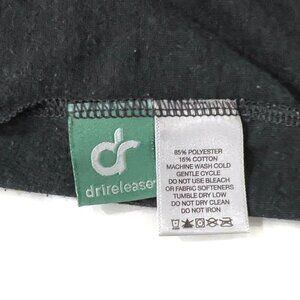 dr
drirelease
85% POLYESTER
15% COTTON
MACHINE WASH COLD
GENTLE CYCLE
DO NOT USE BLEACH
OR FABRIC SOFTENERS
TUMBLE DRY LOW
DO NOT DRY CLEAN
DO NOT IRON